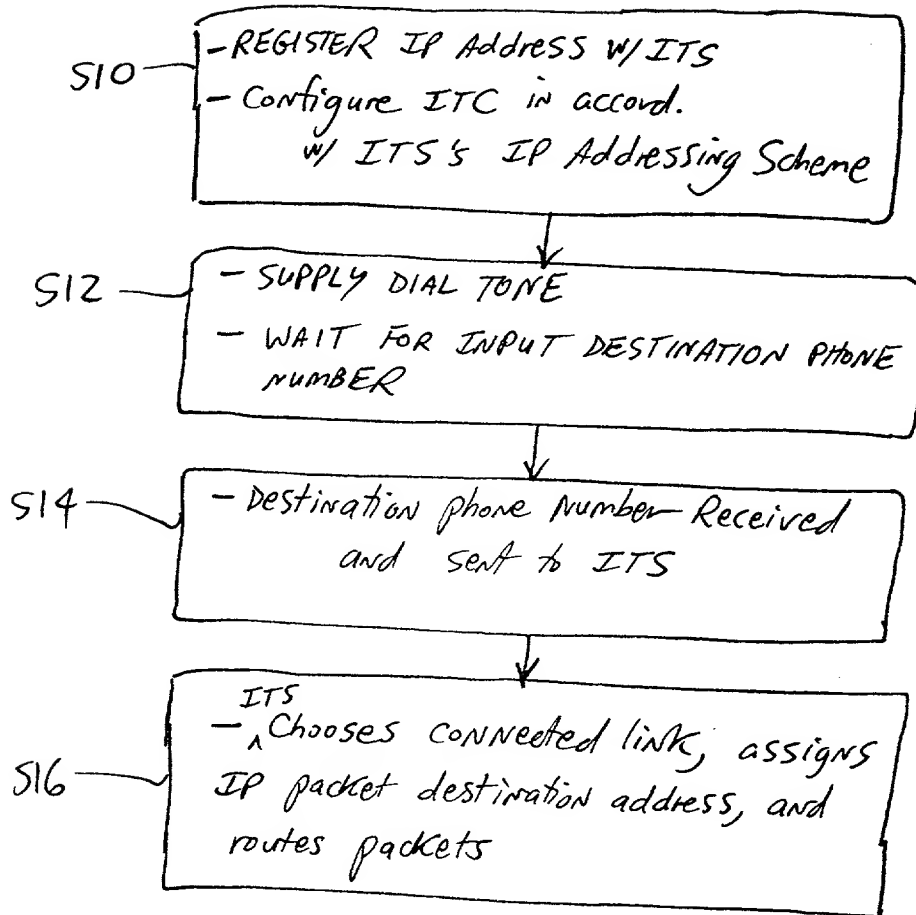 S10
- REGISTER IP Address w/ ITS
- Configure ITC in accord.
w/ ITS's IP Addressing Scheme
S12
- SUPPLY DIAL TONE
- WAIT FOR INPUT DESTINATION PHONE
NUMBER
S14
- Destination phone Number Received
and sent to ITS
S16
ITS
- ^ Chooses connected link, assigns
IP packet destination address, and
routes packets